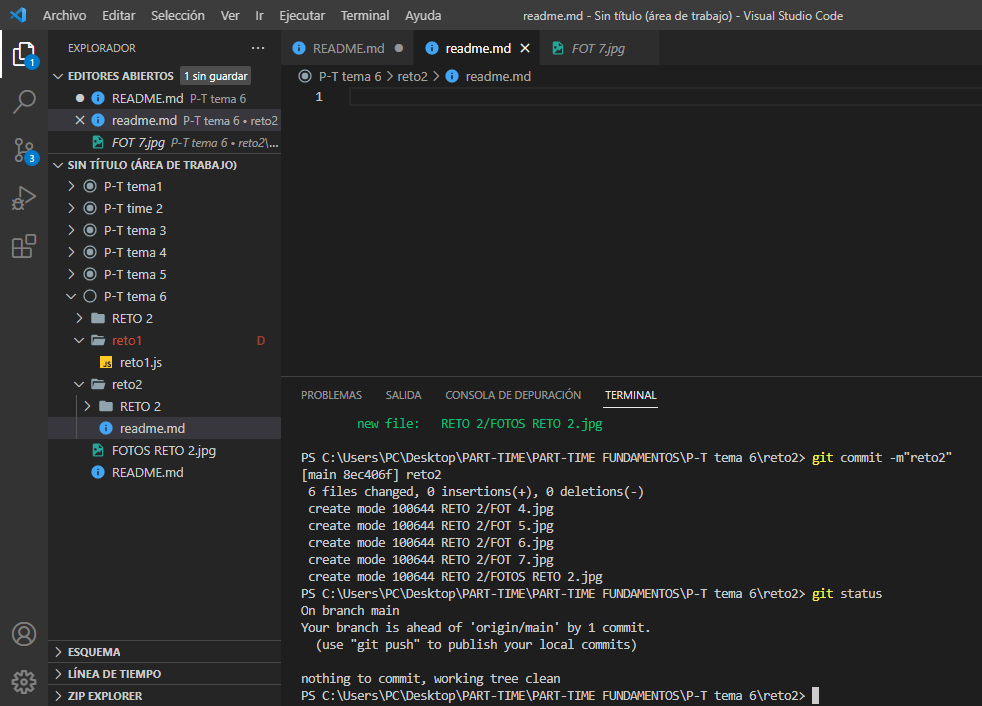 Archivo Editar Selección Ver Ir Ejecutar Terminal Ayuda readme.md - Sin título (área de trabajo) - Visual Studio Code
EXPLORADOR
EDITORES ABIERTOS 1 sin guardar
README.md P-T tema 6
readme.md P-T tema 6 • reto2
FOT 7.jpg P-T tema 6 • reto2\...
SIN TÍTULO (ÁREA DE TRABAJO)
P-T tema1
P-T time 2
P-T tema 3
P-T tema 4
P-T tema 5
P-T tema 6
RETO 2
reto1 D
JS reto1.js
reto2
RETO 2
readme.md
FOTOS RETO 2.jpg
README.md
ESQUEMA
LÍNEA DE TIEMPO
ZIP EXPLORER
1
3
README.md readme.md FOT 7.jpg
P-T tema 6 > reto2 > readme.md
1
PROBLEMAS SALIDA CONSOLA DE DEPURACIÓN TERMINAL
new file: RETO 2/FOTOS RETO 2.jpg
PS C:\Users\PC\Desktop\PART-TIME\PART-TIME FUNDAMENTOS\P-T tema 6\reto2> git commit -m"reto2"
[main 8ec406f] reto2
6 files changed, 0 insertions(+), 0 deletions(-)
create mode 100644 RETO 2/FOT 4.jpg
create mode 100644 RETO 2/FOT 5.jpg
create mode 100644 RETO 2/FOT 6.jpg
create mode 100644 RETO 2/FOT 7.jpg
create mode 100644 RETO 2/FOTOS RETO 2.jpg
PS C:\Users\PC\Desktop\PART-TIME\PART-TIME FUNDAMENTOS\P-T tema 6\reto2> git status
On branch main
Your branch is ahead of 'origin/main' by 1 commit.
(use "git push" to publish your local commits)
nothing to commit, working tree clean
PS C:\Users\PC\Desktop\PART-TIME\PART-TIME FUNDAMENTOS\P-T tema 6\reto2>